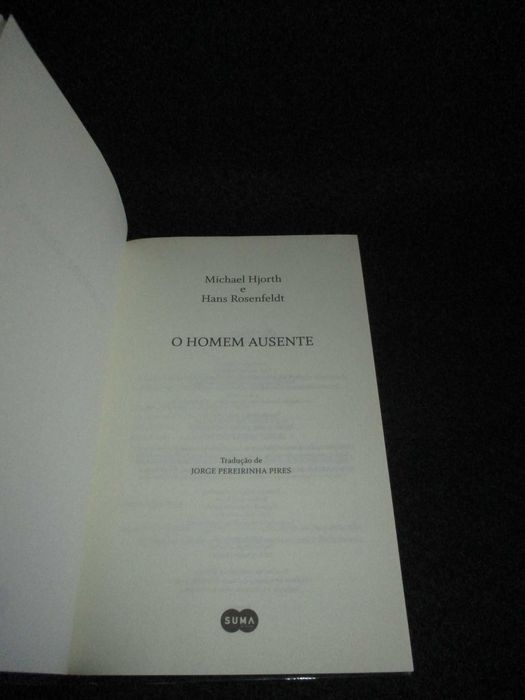 Michael Hjorth
e
Hans Rosenfeldt
O HOMEM AUSENTE
Tradução de
JORGE PEREIRINHA PIRES
SUMA